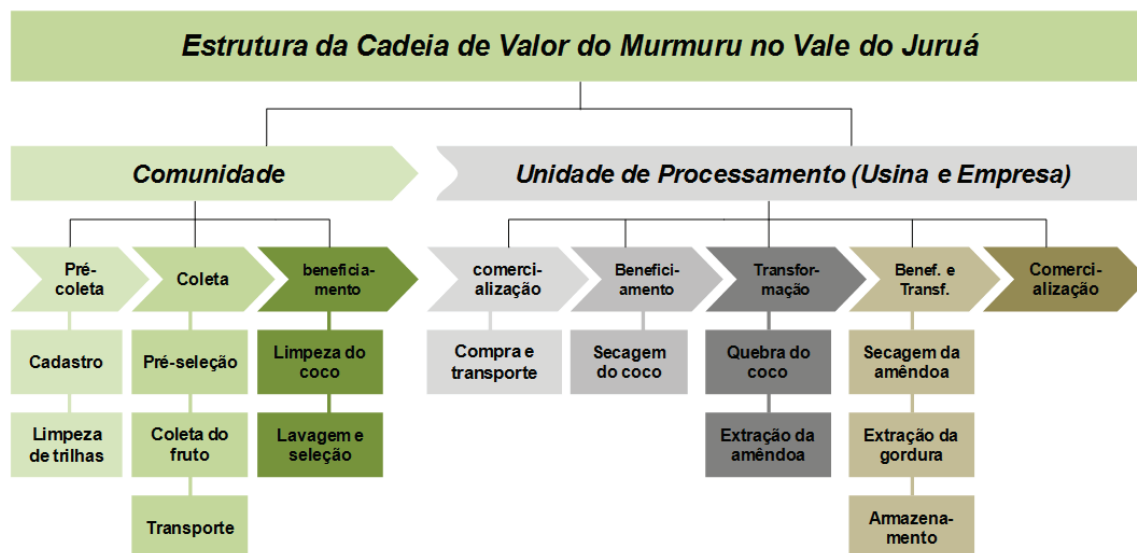 Estrutura da Cadeia de Valor do Murmuru no Vale do Juruá
Comunidade
Unidade de Processamento (Usina e Empresa)
Pré-
coleta
Coleta
beneficia-
mento
comerci-
alização
Benefici-
amento
Transfor-
mação
Benef. e
Transf.
Comerci-
alização
Cadastro
Pré-seleção
Limpeza do
coco
Compra e
transporte
Secagem
do coco
Quebra do
coco
Secagem da
amêndoa
Limpeza
de trilhas
Coleta do
fruto
Lavagem e
seleção
Extração da
amêndoa
Extração da
gordura
Transporte
Armazena-
mento